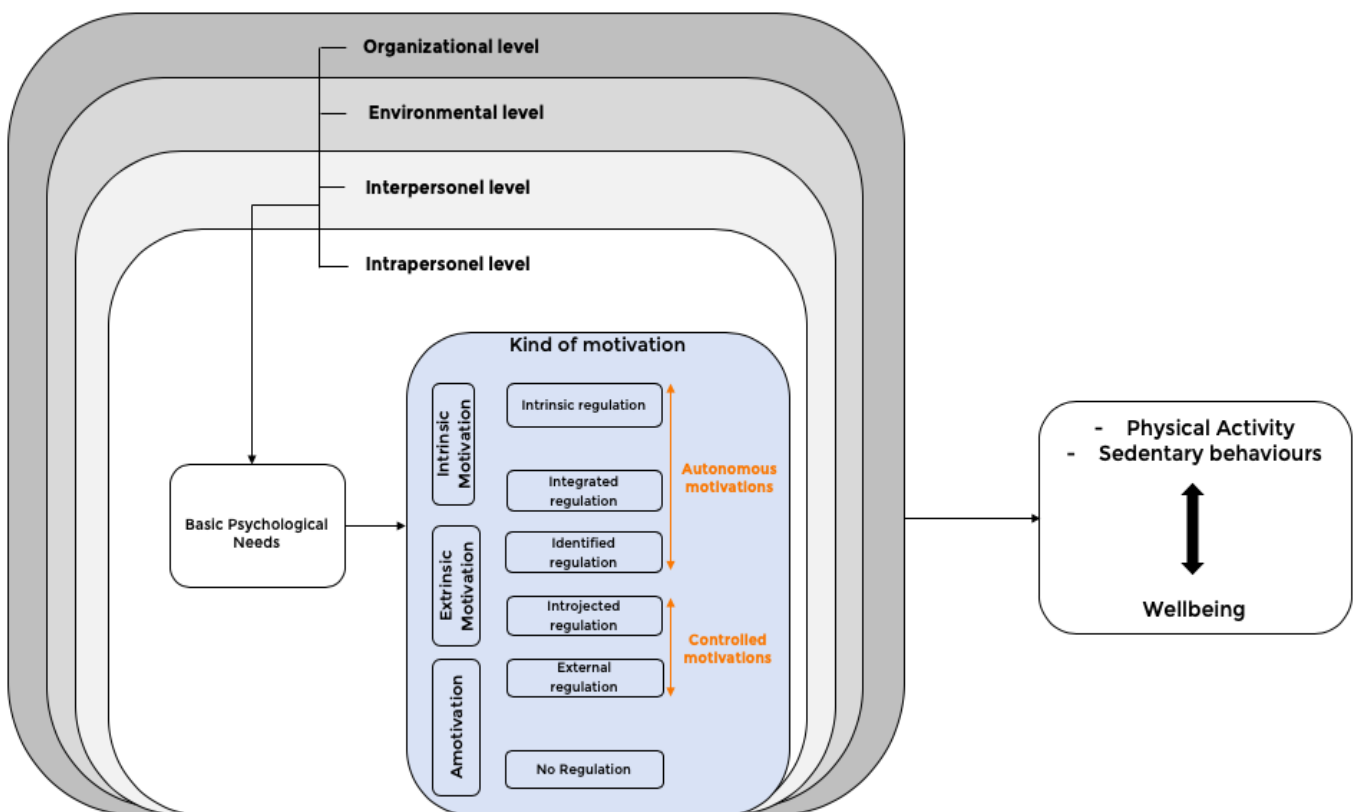 Organizational level
Environmental level
Interpersonel level
Intrapersonel level
Kind of motivation
Intrinsic
Motivation
Intrinsic regulation
Integrated
regulation
Autonomous
motivations
Extrinsic
Motivation
Identified
regulation
Introjected
regulation
Controlled
motivations
External
regulation
Amotivation
No Regulation
Basic Psychological
Needs
- Physical Activity
- Sedentary behaviours
Wellbeing